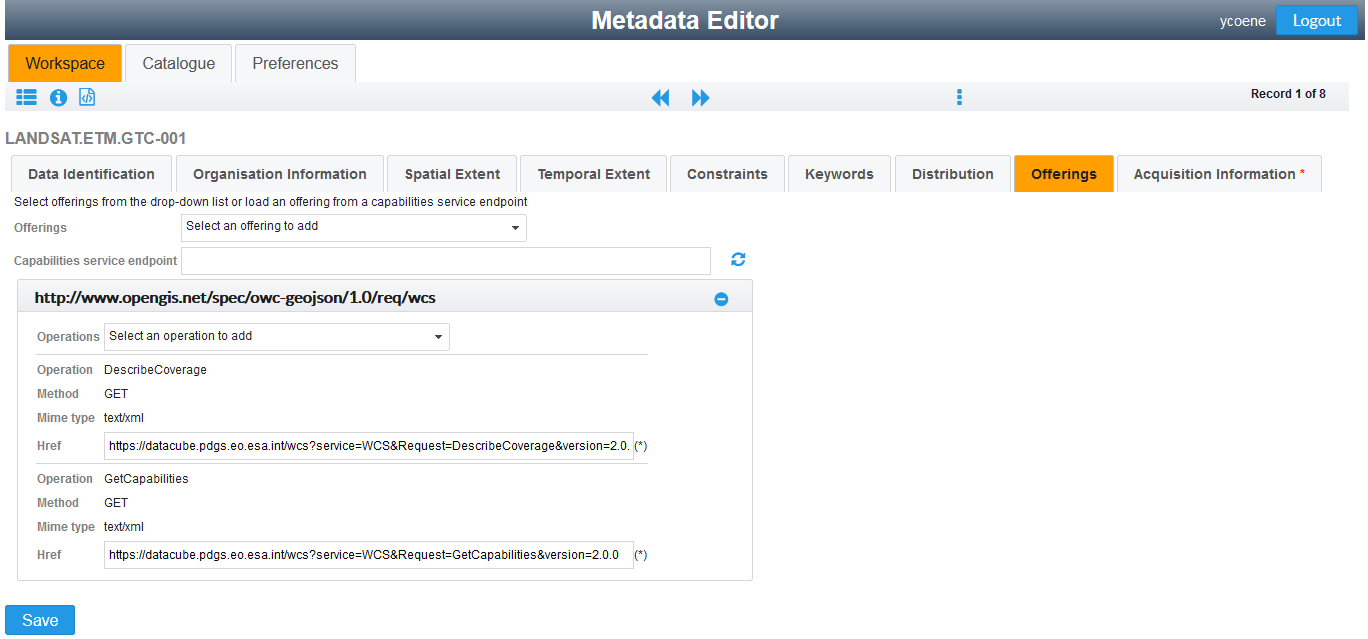 Metadata Editor
ycoene Logout
Workspace Catalogue Preferences
Record 1 of 8
LANDSAT.ETM.GTC-001
Data Identification Organisation Information Spatial Extent Temporal Extent Constraints Keywords Distribution Offerings Acquisition Information *
Select offerings from the drop-down list or load an offering from a capabilities service endpoint
Offerings Select an offering to add
Capabilities service endpoint
http://www.opengis.net/spec/owc-geojson/1.0/req/wcs
Operations Select an operation to add
Operation DescribeCoverage
Method GET
Mime type text/xml
Href https://datacube.pdgs.eo.esa.int/wcs?service=WCS&Request=DescribeCoverage&version=2.0. (*)
Operation GetCapabilities
Method GET
Mime type text/xml
Href https://datacube.pdgs.eo.esa.int/wcs?service=WCS&Request=GetCapabilities&version=2.0.0 (*)
Save